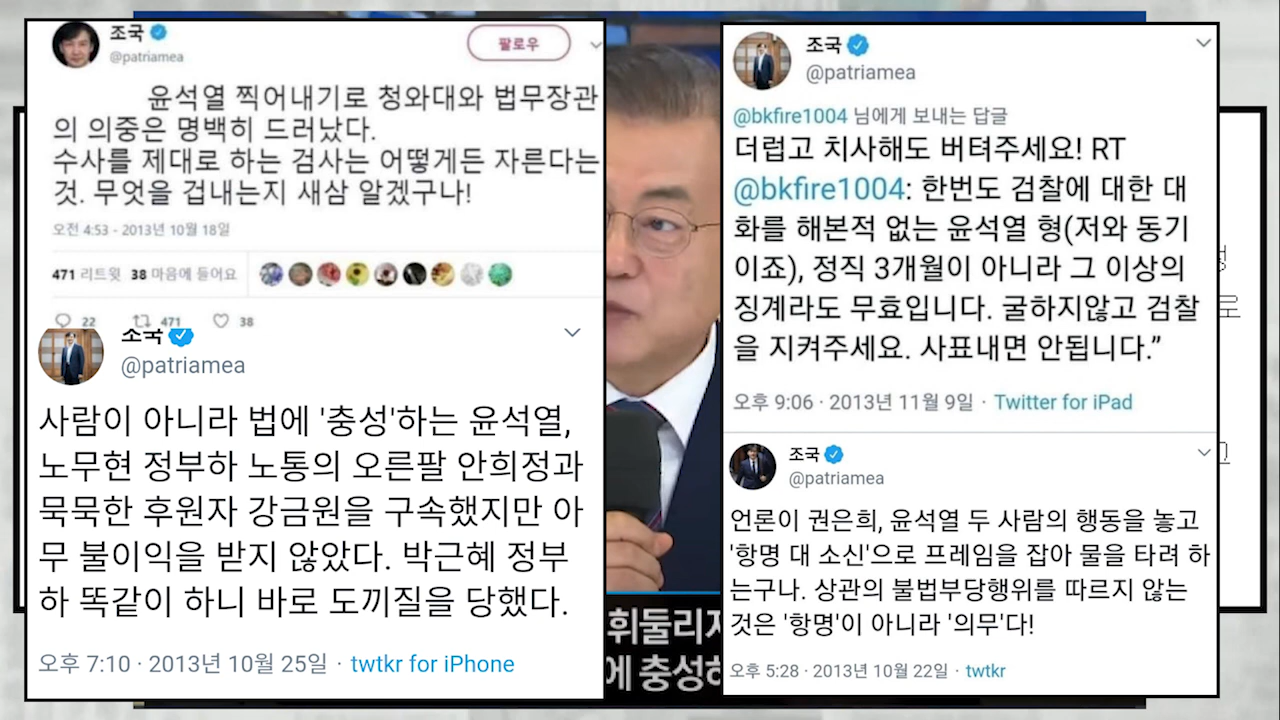 조국
@patriamea
팔로우
윤석열 찍어내기로 청와대와 법무장관
의 의중은 명백히 드러났다.
수사를 제대로 하는 검사는 어떻게든 자른다는
것. 무엇을 겁내는지 새삼 알겠구나!
오전 4:53 - 2013년 10월 18일
471 리트윗 38 마음에 들어요
22 471 38
조국
@patriamea
사람이 아니라 법에 '충성'하는 윤석열,
노무현 정부하 노통의 오른팔 안희정과
묵묵한 후원자 강금원을 구속했지만 아
무 불이익을 받지 않았다. 박근혜 정부
하 똑같이 하니 바로 도끼질을 당했다.
오후 7:10 · 2013년 10월 25일 · twtkr for iPhone
조국
@patriamea
@bkfire1004 님에게 보내는 답글
더럽고 치사해도 버텨주세요! RT
@bkfire1004: 한번도 검찰에 대한 대
화를 해본적 없는 윤석열 형(저와 동기
이죠), 정직 3개월이 아니라 그 이상의
징계라도 무효입니다. 굴하지않고 검찰
을 지켜주세요. 사표내면 안됩니다.”
오후 9:06 · 2013년 11월 9일 · Twitter for iPad
조국
@patriamea
언론이 권은희, 윤석열 두 사람의 행동을 놓고
'항명 대 소신'으로 프레임을 잡아 물을 타려 하
는구나. 상관의 불법부당행위를 따르지 않는
것은 '항명'이 아니라 '의무'다!
오후 5:28 · 2013년 10월 22일 · twtkr
휘둘리지
에 충성하
로
고